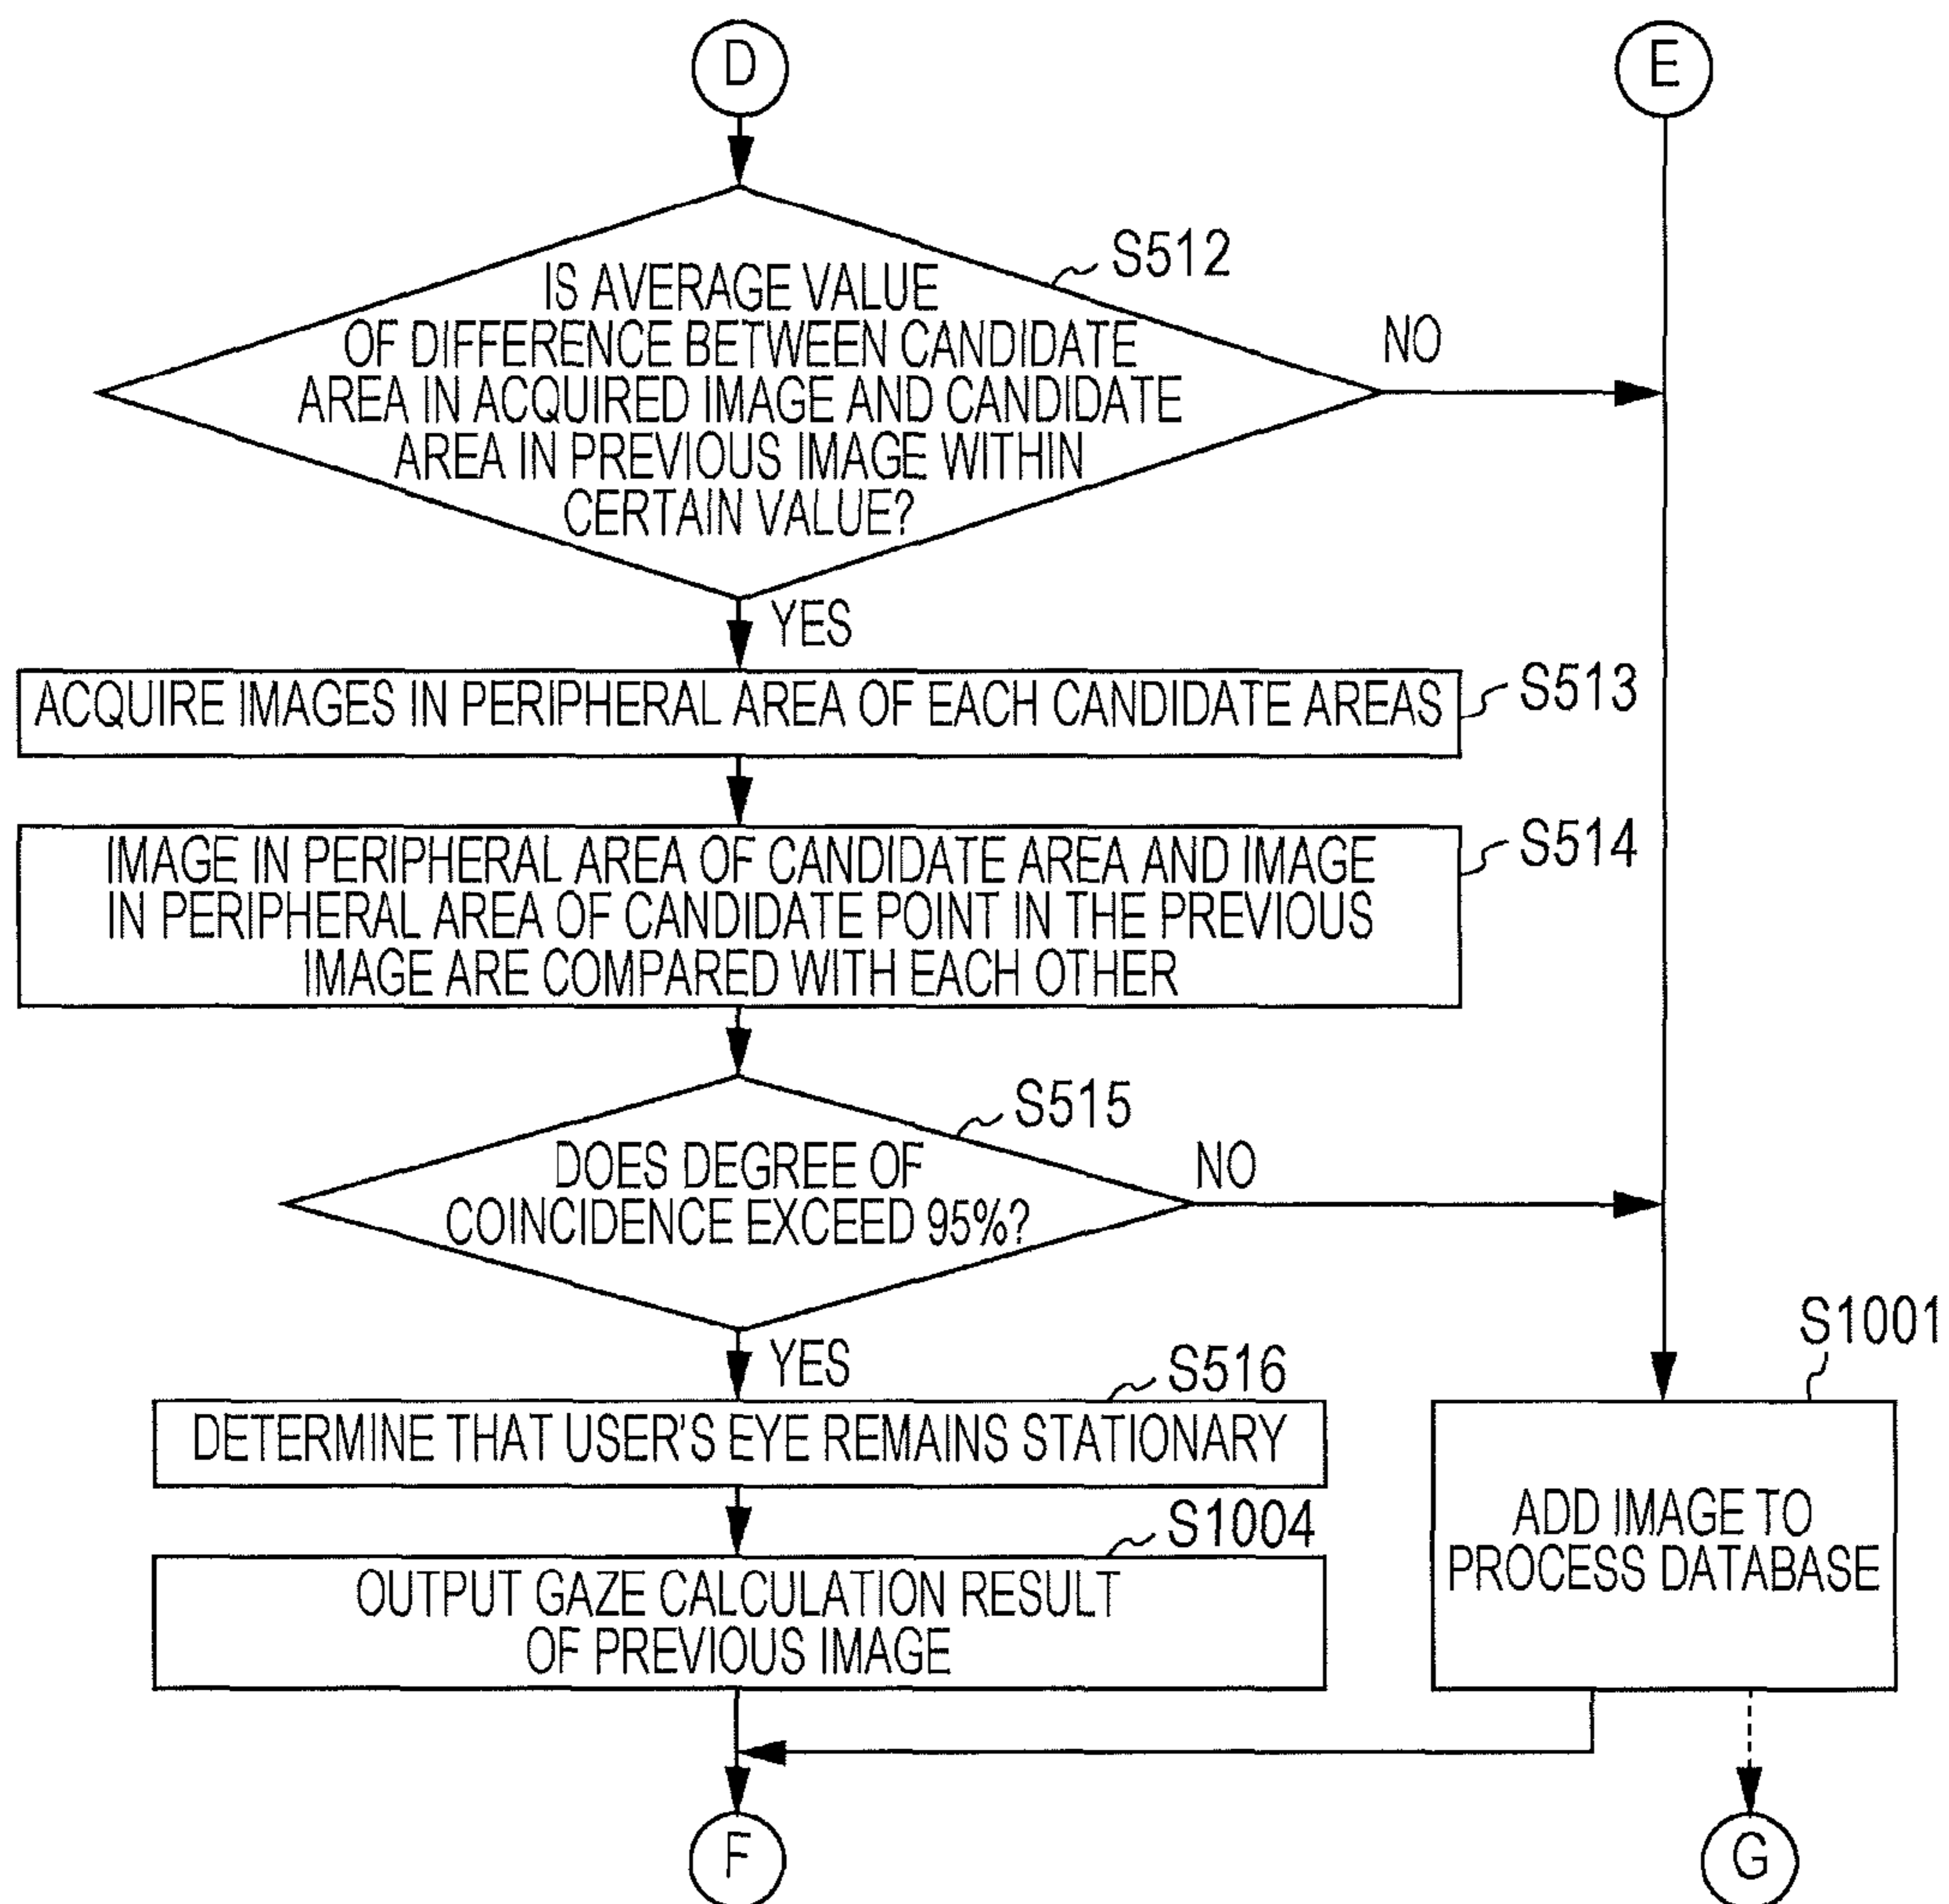 D
E
S512
IS AVERAGE VALUE
OF DIFFERENCE BETWEEN CANDIDATE
AREA IN ACQUIRED IMAGE AND CANDIDATE
AREA IN PREVIOUS IMAGE WITHIN
CERTAIN VALUE?
NO
YES
ACQUIRE IMAGES IN PERIPHERAL AREA OF EACH CANDIDATE AREAS
S513
IMAGE IN PERIPHERAL AREA OF CANDIDATE AREA AND IMAGE
IN PERIPHERAL AREA OF CANDIDATE POINT IN THE PREVIOUS
IMAGE ARE COMPARED WITH EACH OTHER
S514
S515
DOES DEGREE OF
COINCIDENCE EXCEED 95%?
NO
YES
S516
DETERMINE THAT USER'S EYE REMAINS STATIONARY
S1004
OUTPUT GAZE CALCULATION RESULT
OF PREVIOUS IMAGE
S1001
ADD IMAGE TO
PROCESS DATABASE
F
G